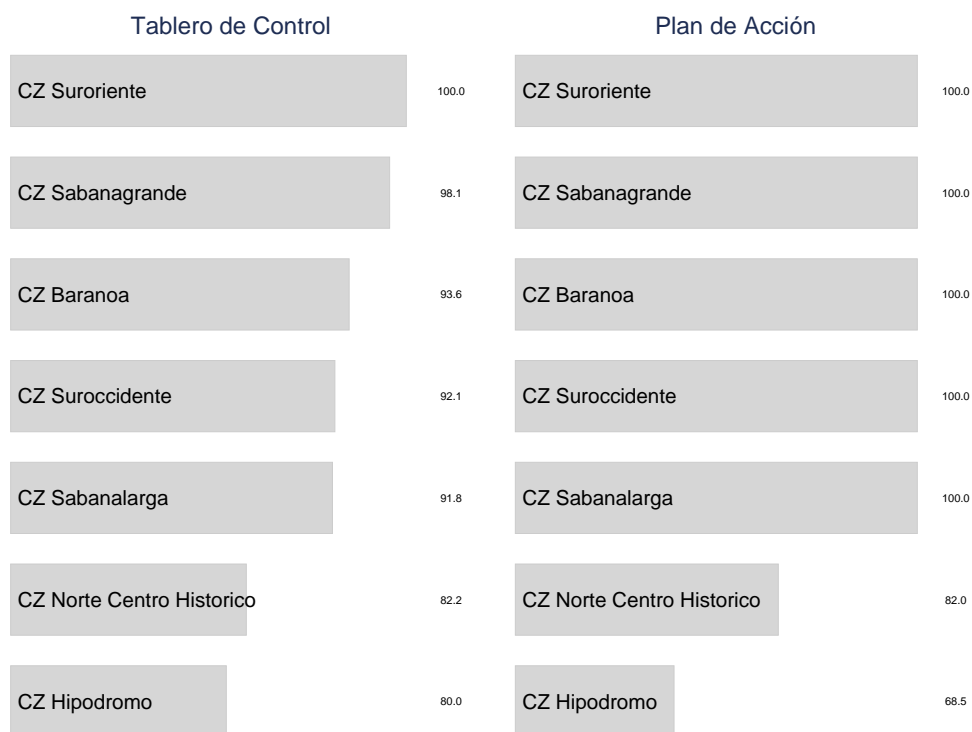 Tablero de Control
CZ Suroriente 100.0
CZ Sabanagrande 98.1
CZ Baranoa 93.6
CZ Suroccidente 92.1
CZ Sabanalarga 91.8
CZ Norte Centro Historico 82.2
CZ Hipodromo 80.0
Plan de Acción
CZ Suroriente 100.0
CZ Sabanagrande 100.0
CZ Baranoa 100.0
CZ Suroccidente 100.0
CZ Sabanalarga 100.0
CZ Norte Centro Historico 82.0
CZ Hipodromo 68.5